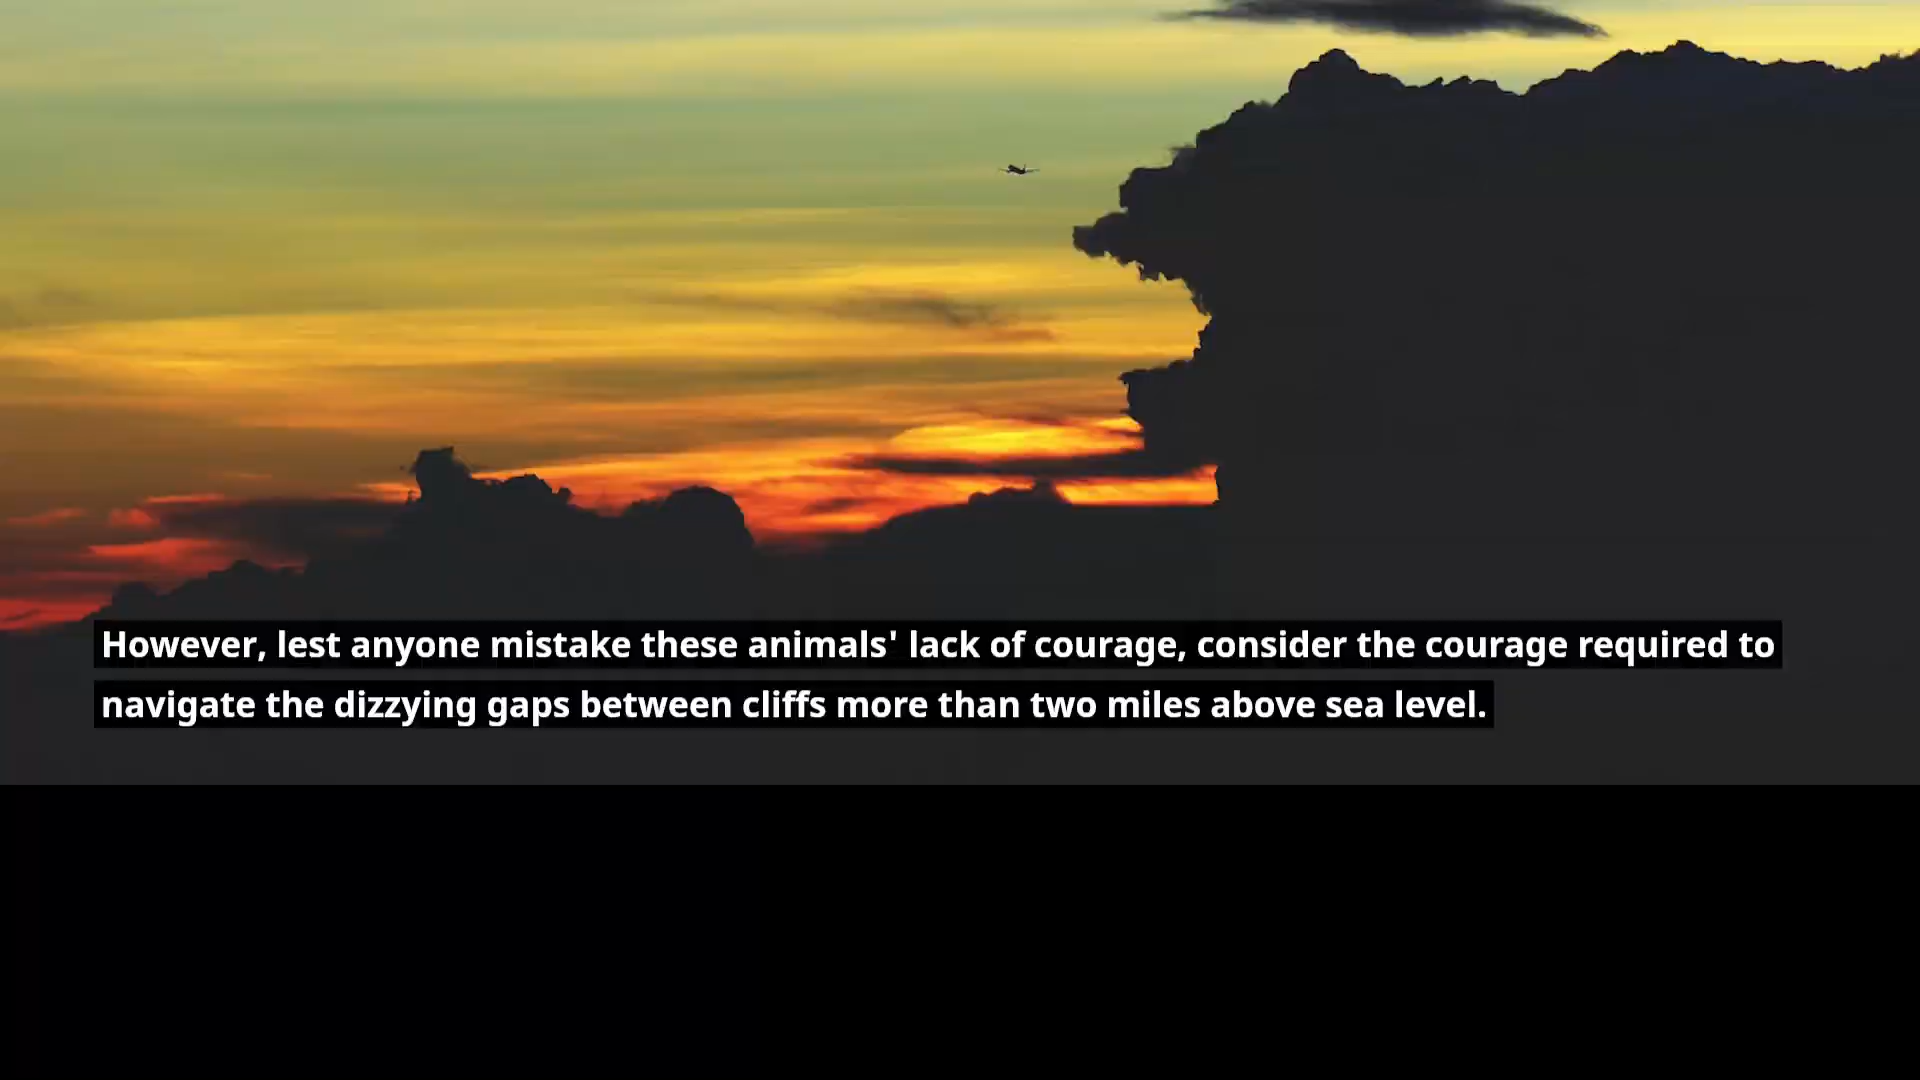 However, lest anyone mistake these animals' lack of courage, consider the courage required to
navigate the dizzying gaps between cliffs more than two miles above sea level.